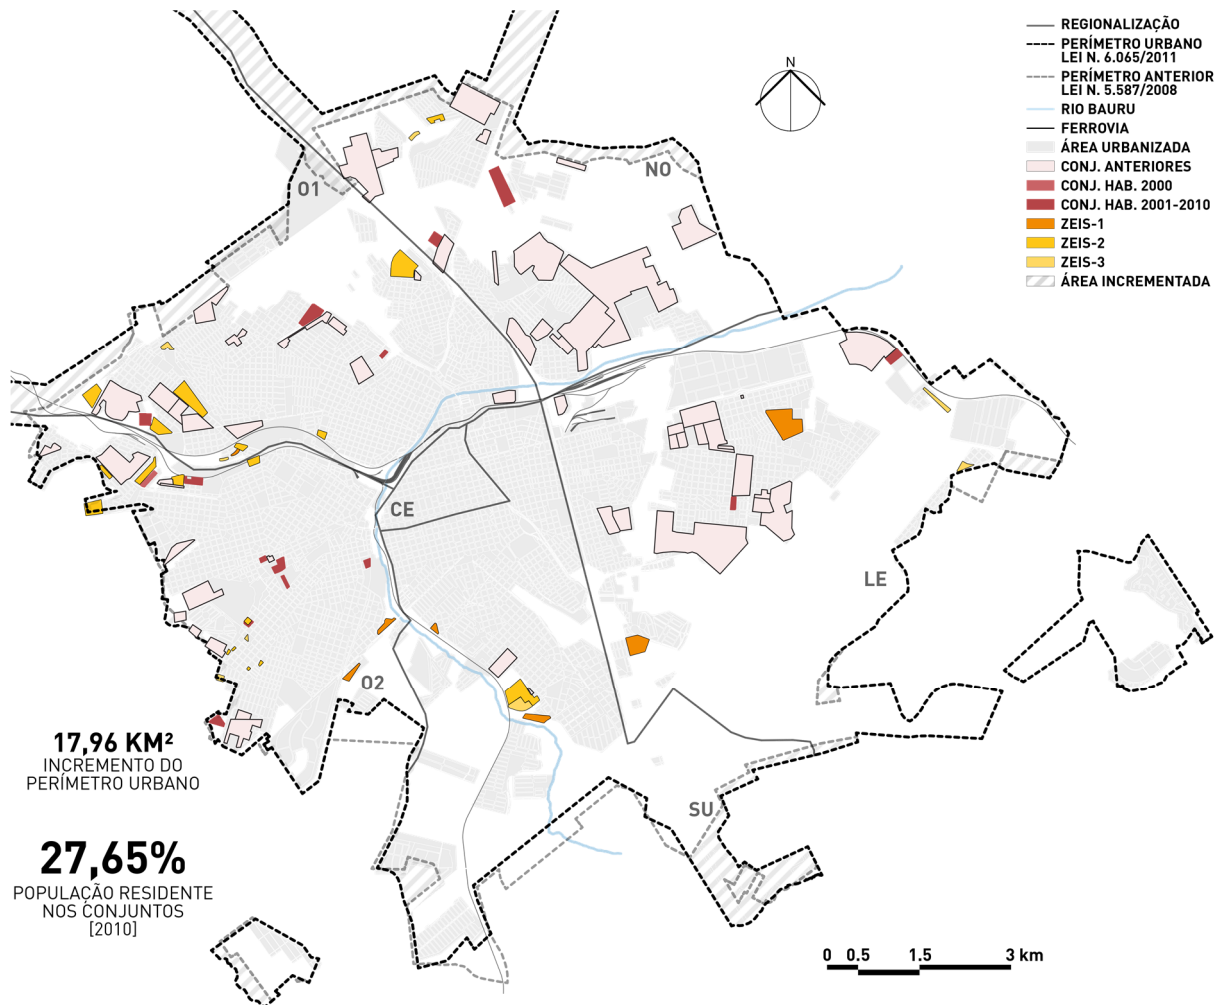 REGIONALIZAÇÃO
PERÍMETRO URBANO
LEI N. 6.065/2011
PERÍMETRO ANTERIOR
LEI N. 5.587/2008
RIO BAURU
FERROVIA
ÁREA URBANIZADA
CONJ. ANTERIORES
CONJ. HAB. 2000
CONJ. HAB. 2001-2010
ZEIS-1
ZEIS-2
ZEIS-3
ÁREA INCREMENTADA
N
NO
O1
CE
LE
O2
SU
17,96 KM²
INCREMENTO DO
PERÍMETRO URBANO
27,65%
POPULAÇÃO RESIDENTE
NOS CONJUNTOS
[2010]
0 0.5 1.5 3 km